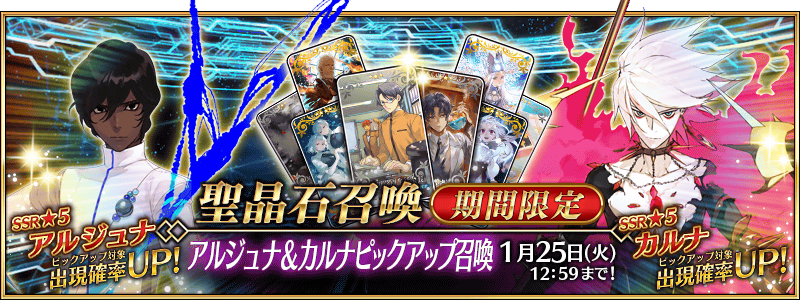 聖晶石召喚 期間限定
SSR★5
アルジュナ
ピックアップ対象
出現確率UP!
アルジュナ&カルナピックアップ召喚
1月25日(火)
12:59まで!
SSR★5
カルナ
ピックアップ対象
出現確率UP!